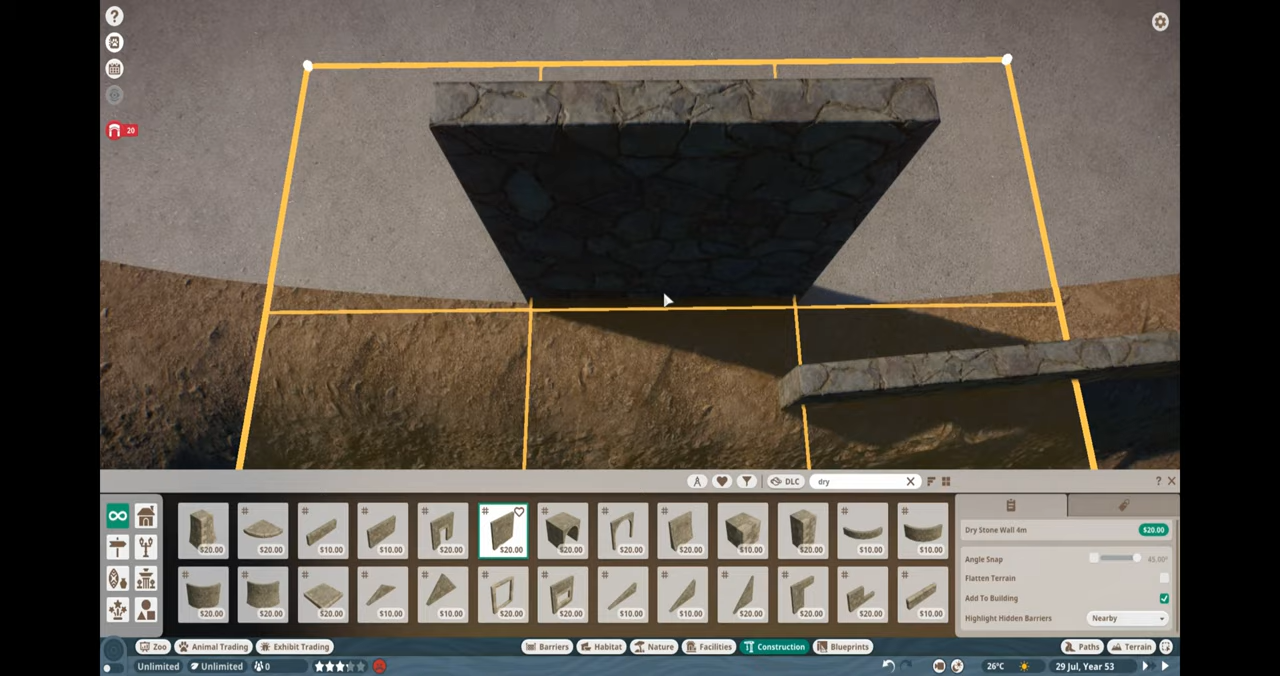 ?
20
DLC
dry
? ×
$20.00 $20.00 $10.00 $10.00 $20.00 $20.00 $20.00 $20.00 $20.00 $20.00 $20.00 $10.00 $10.00
$20.00 $20.00 $20.00 $10.00 $10.00 $20.00 $20.00 $10.00 $10.00 $10.00 $20.00 $20.00 $10.00
Dry Stone Wall 4m $20.00
Angle Snap 45.00°
Flatten Terrain
Add To Building
Highlight Hidden Barriers Nearby
Zoo Animal Trading Exhibit Trading Barriers Habitat Nature Facilities Construction Blueprints Paths Terrain
Unlimited Unlimited 0 26°C 29 Jul, Year 53